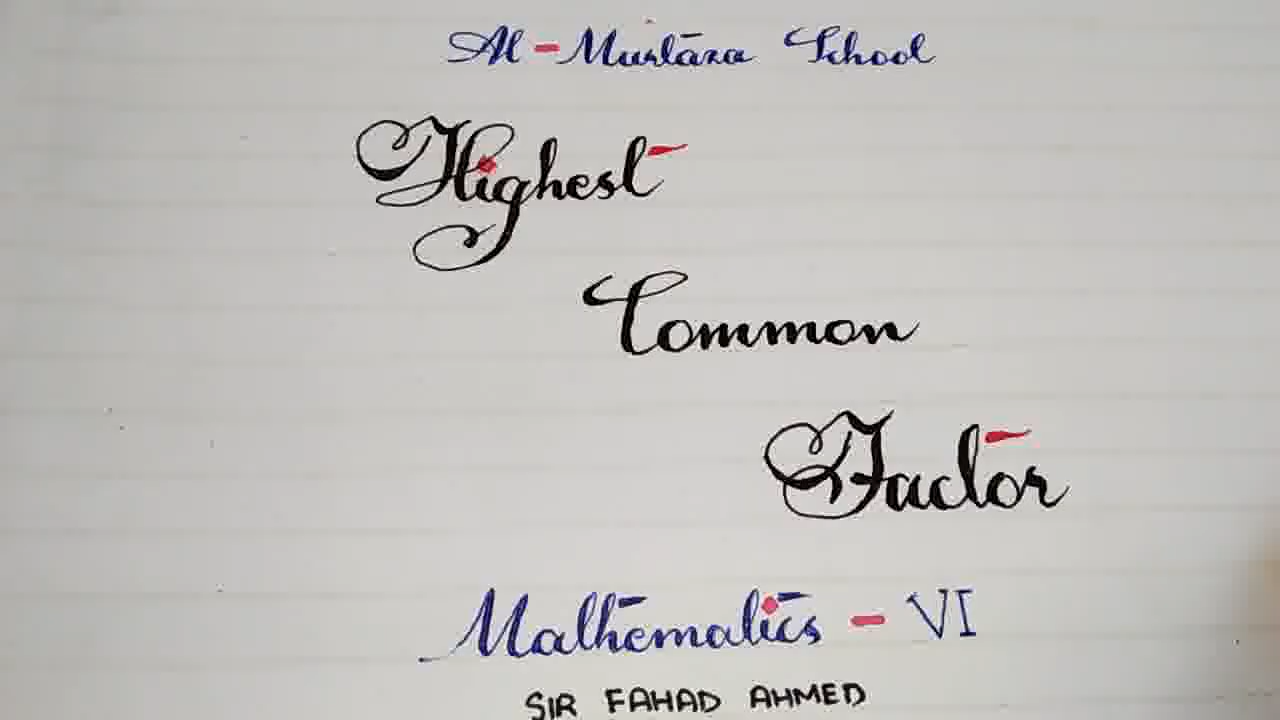 Al-Murtaza School
Highest
Common
Factor
Mathematics - VI
SIR FAHAD AHMED